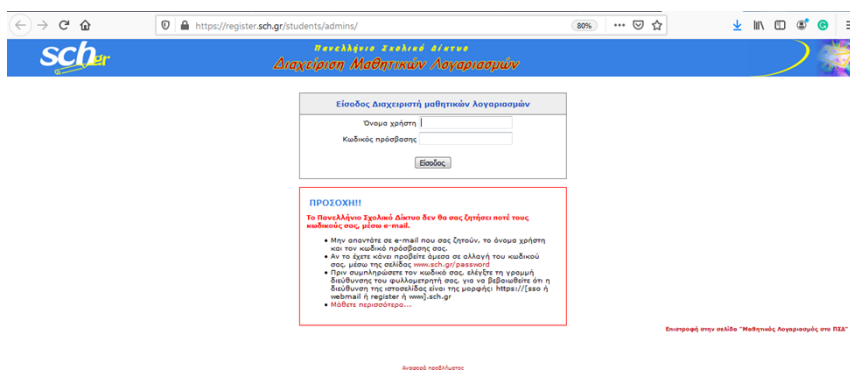 https://register.sch.gr/students/admins/
80%
sch.gr
Πανελλήνιο Σχολικό Δίκτυο
Διαχείριση Μαθητικών Λογαριασμών
Είσοδος Διαχειριστή μαθητικών λογαριασμών
Όνομα χρήστη
Κωδικός πρόσβασης
Είσοδος
ΠΡΟΣΟΧΗ!!
Το Πανελλήνιο Σχολικό Δίκτυο δεν θα σας ζητήσει ποτέ τους
κωδικούς σας, μέσω e-mail.
• Μην απαντάτε σε e-mail που σας ζητούν, το όνομα χρήστη
και τον κωδικό πρόσβασης σας.
• Αν το έχετε κάνει προβείτε άμεσα σε αλλαγή του κωδικού
σας, μέσω της σελίδας www.sch.gr/password
• Πριν συμπληρώσετε τον κωδικό σας, ελέγξτε τη γραμμή
διεύθυνσης του φυλλομετρητή σας, για να βεβαιωθείτε ότι η
διεύθυνση της ιστοσελίδας είναι της μορφής: https://[sso ή
webmail ή register ή www].sch.gr
• Μάθετε περισσότερα...
Επιστροφή στην σελίδα "Μαθητικός Λογαριασμός στο ΠΣΔ"
Αναφορά προβλήματος